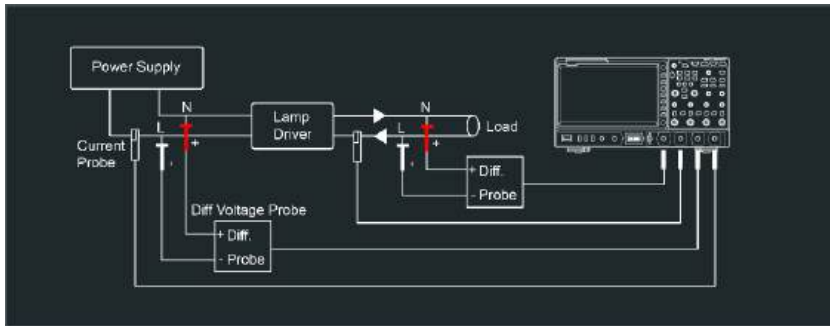 Power Supply
N
Lamp
Driver
N
L
+
L
+
Load
Current
Probe
+ Diff.
- Probe
Diff Voltage Probe
+ Diff.
- Probe